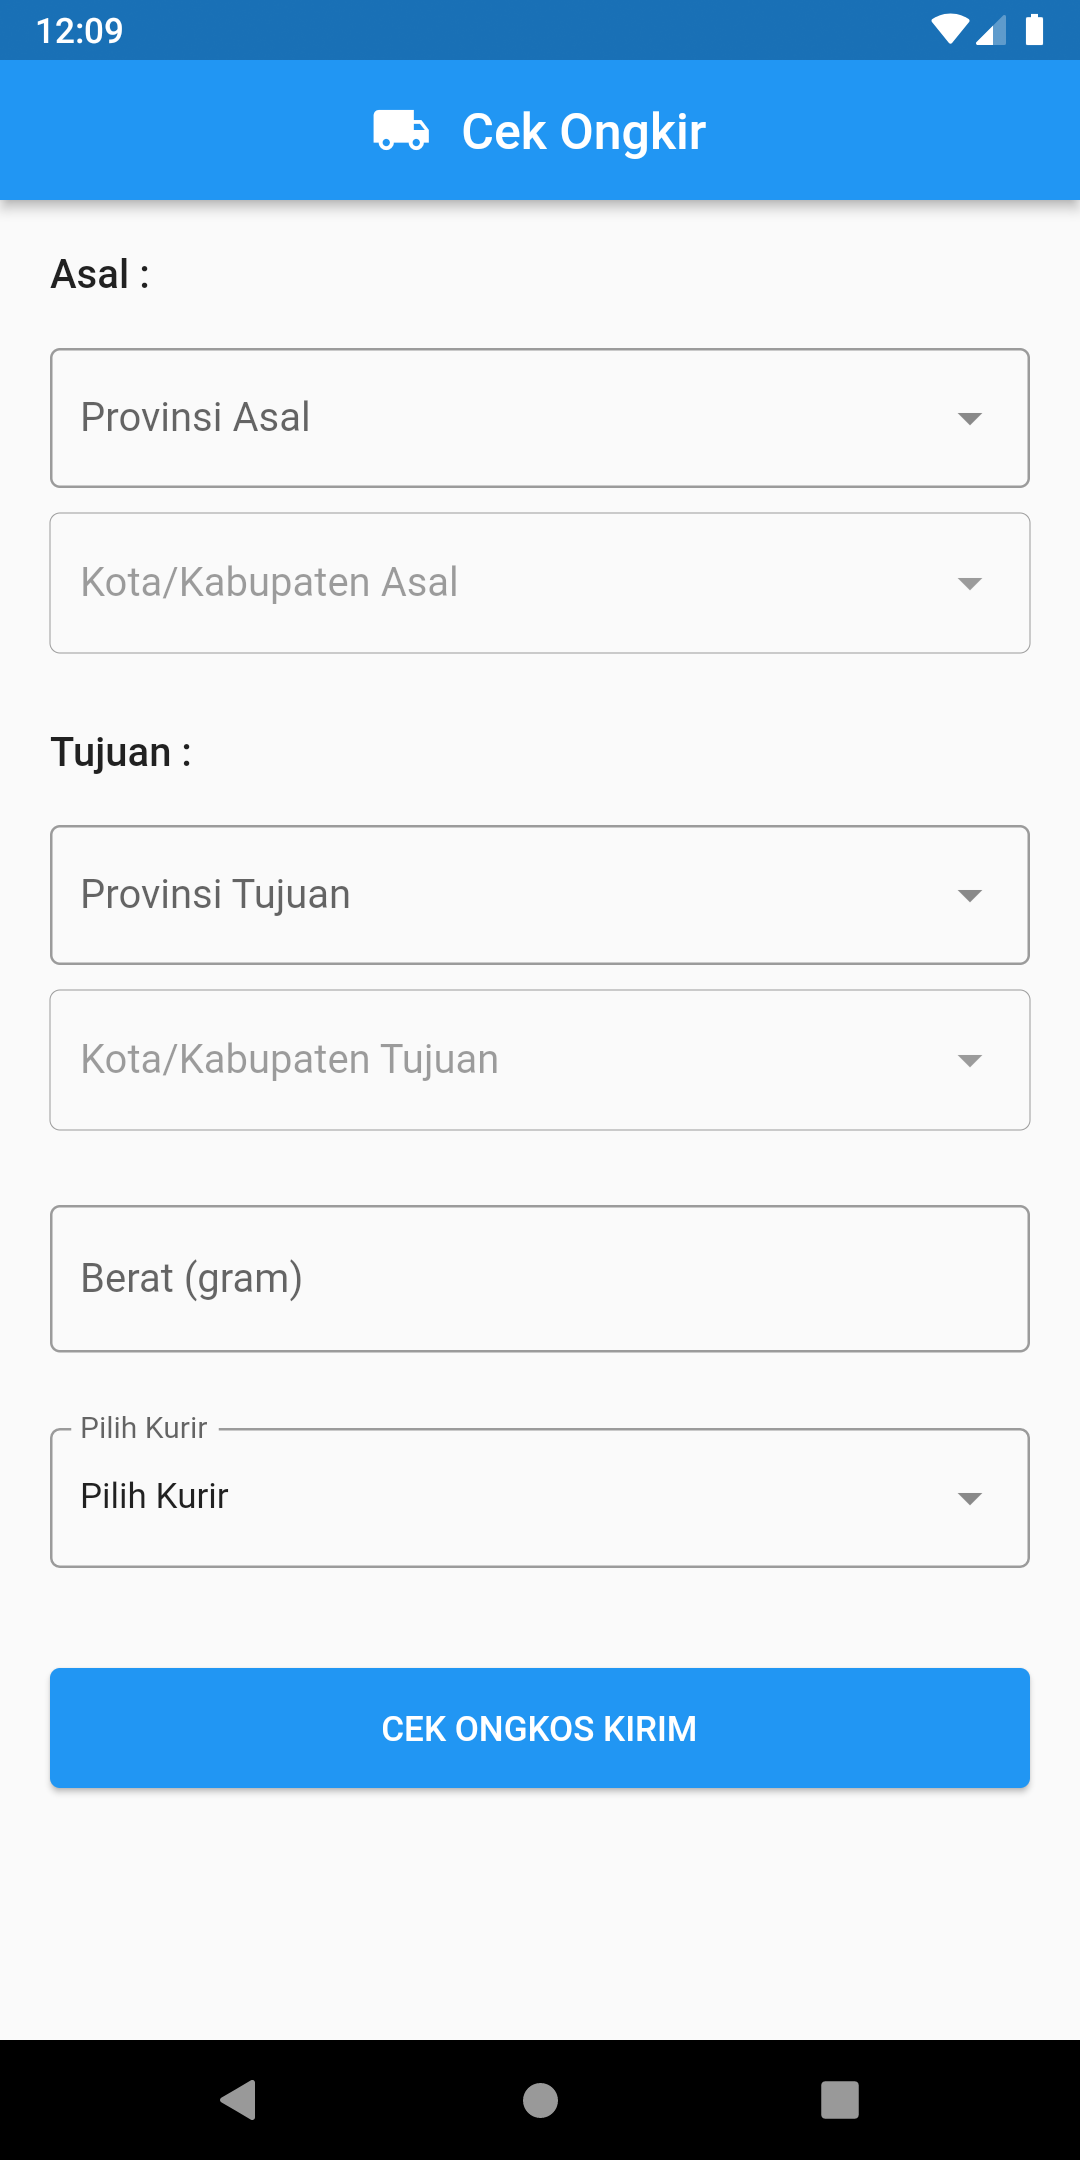 12:09
Cek Ongkir
Asal :
Provinsi Asal
Kota/Kabupaten Asal
Tujuan :
Provinsi Tujuan
Kota/Kabupaten Tujuan
Berat (gram)
Pilih Kurir
Pilih Kurir
CEK ONGKOS KIRIM